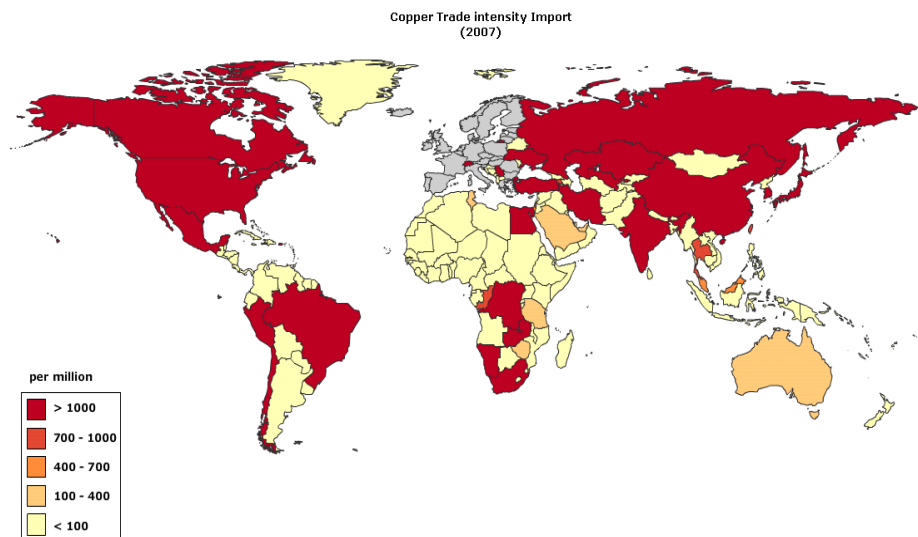 Copper Trade intensity Import
(2007)
per million
> 1000
700 - 1000
400 - 700
100 - 400
< 100